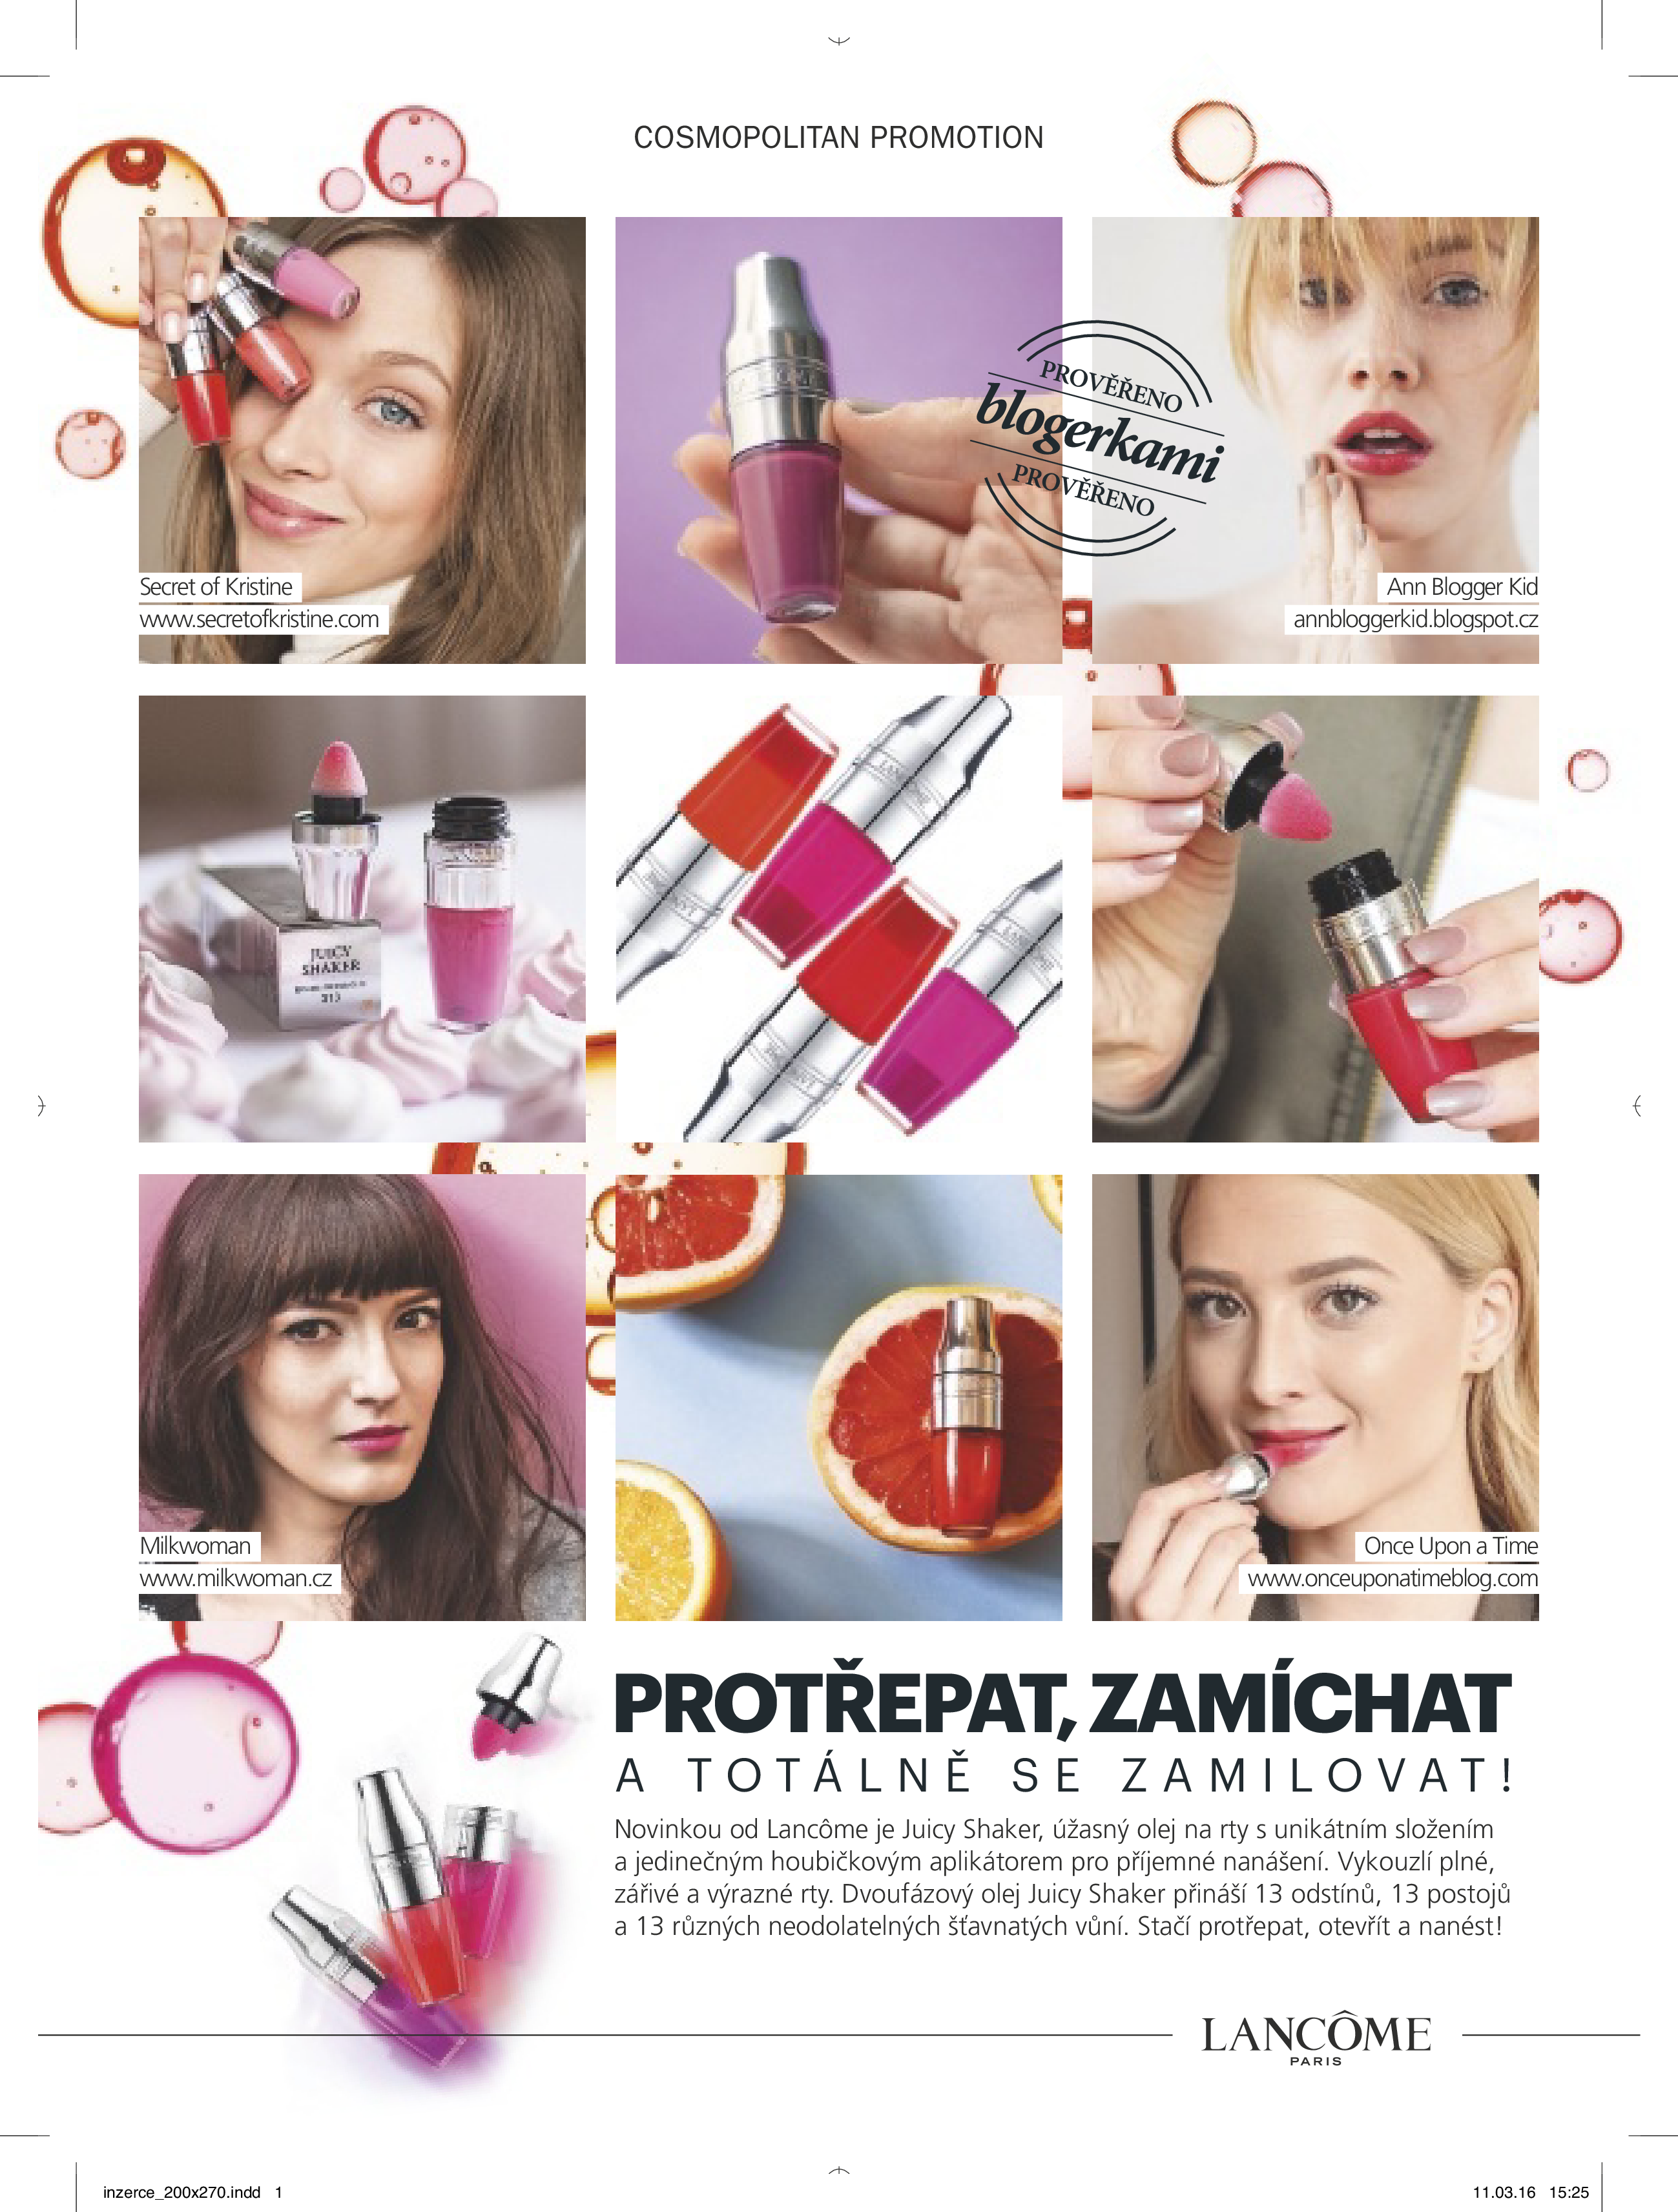 COSMOPOLITAN PROMOTION
PROVĚŘENO
blogerkami
PROVĚŘENO
Secret of Kristine
www.secretofkristine.com
Ann Blogger Kid
annbloggerkid.blogspot.cz
JUICY
SHAKER
313
Milkwoman
www.milkwoman.cz
Once Upon a Time
www.onceuponatimeblog.com
PROTŘEPAT, ZAMÍCHAT
A TOTÁLNĚ SE ZAMILOVAT!
Novinkou od Lancôme je Juicy Shaker, úžasný olej na rty s unikátním složením
a jedinečným houbičkovým aplikátorem pro příjemné nanášení. Vykouzlí plné,
zářivé a výrazné rty. Dvoufázový olej Juicy Shaker přináší 13 odstínů, 13 postojů
a 13 různých neodolatelných šťavnatých vůní. Stačí protřepat, otevřít a nanést!
LANCÔME
PARIS
inzerce_200x270.indd 1
11.03.16 15:25